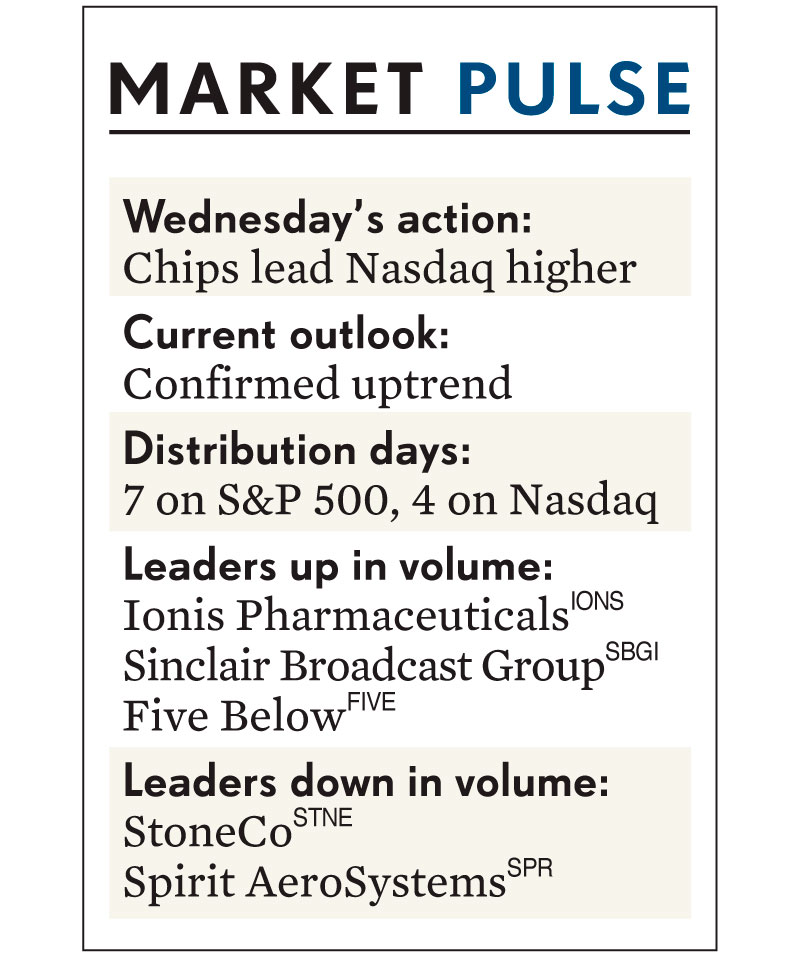 MARKET PULSE
Wednesday's action:
Chips lead Nasdaq higher
Current outlook:
Confirmed uptrend
Distribution days:
7 on S&P 500, 4 on Nasdaq
Leaders up in volume:
Ionis Pharmaceuticals IONS
Sinclair Broadcast Group SBGI
Five Below FIVE
Leaders down in volume:
StoneCo STNE
Spirit AeroSystems SPR